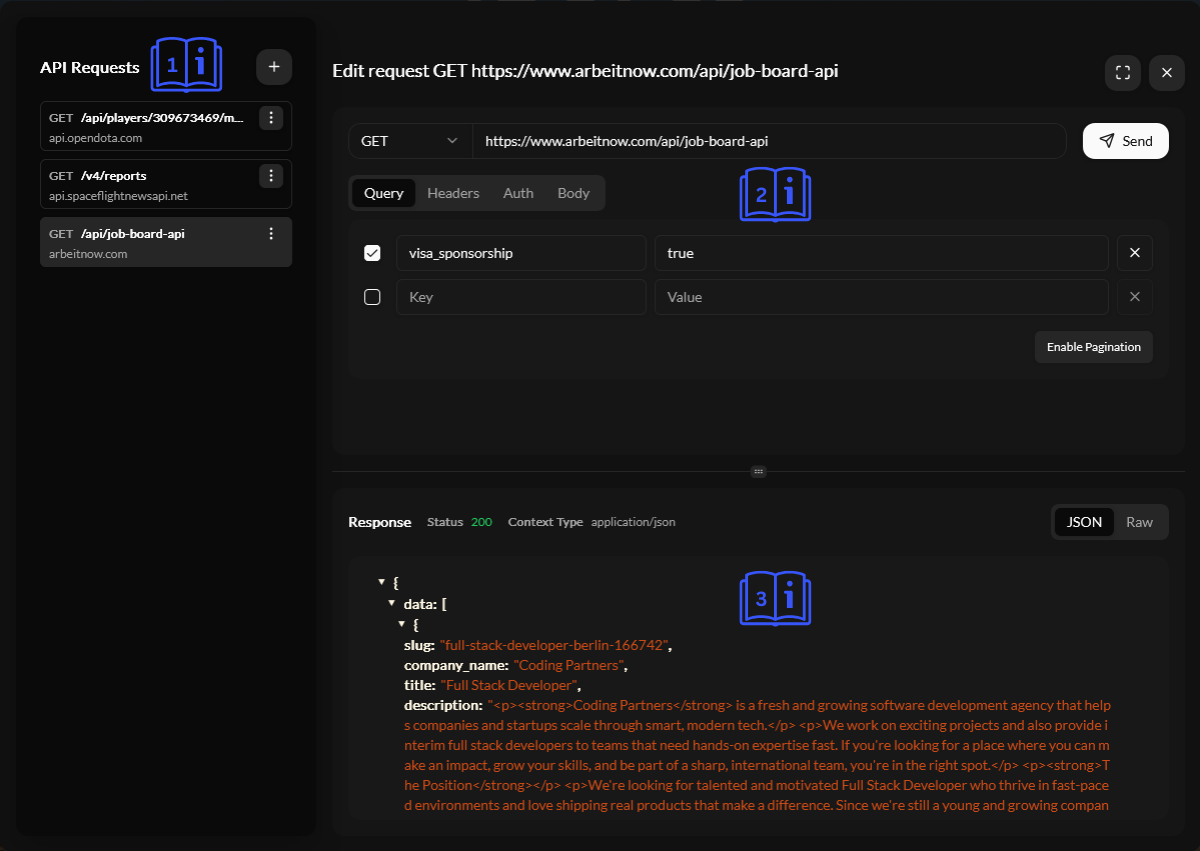 API Requests
1 i
+
GET /api/players/309673469/m...
api.opendota.com
GET /v4/reports
api.spaceflightnewsapi.net
GET /api/job-board-api
arbeitnow.com
Edit request GET https://www.arbeitnow.com/api/job-board-api
GET https://www.arbeitnow.com/api/job-board-api Send
Query Headers Auth Body
2 i
visa_sponsorship true
Key Value
Enable Pagination
Response Status 200 Context Type application/json JSON Raw
3 i
{
data: [
{
slug: "full-stack-developer-berlin-166742",
company_name: "Coding Partners",
title: "Full Stack Developer",
description: "<p><strong>Coding Partners</strong> is a fresh and growing software development agency that help
s companies and startups scale through smart, modern tech.</p> <p>We work on exciting projects and also provide i
nterim full stack developers to teams that need hands-on expertise fast. If you're looking for a place where you can m
ake an impact, grow your skills, and be part of a sharp, international team, you're in the right spot.</p> <p><strong>T
he Position</strong></p> <p>We're looking for talented and motivated Full Stack Developer who thrive in fast-pace
d environments and love shipping real products that make a difference. Since we're still a young and growing compan